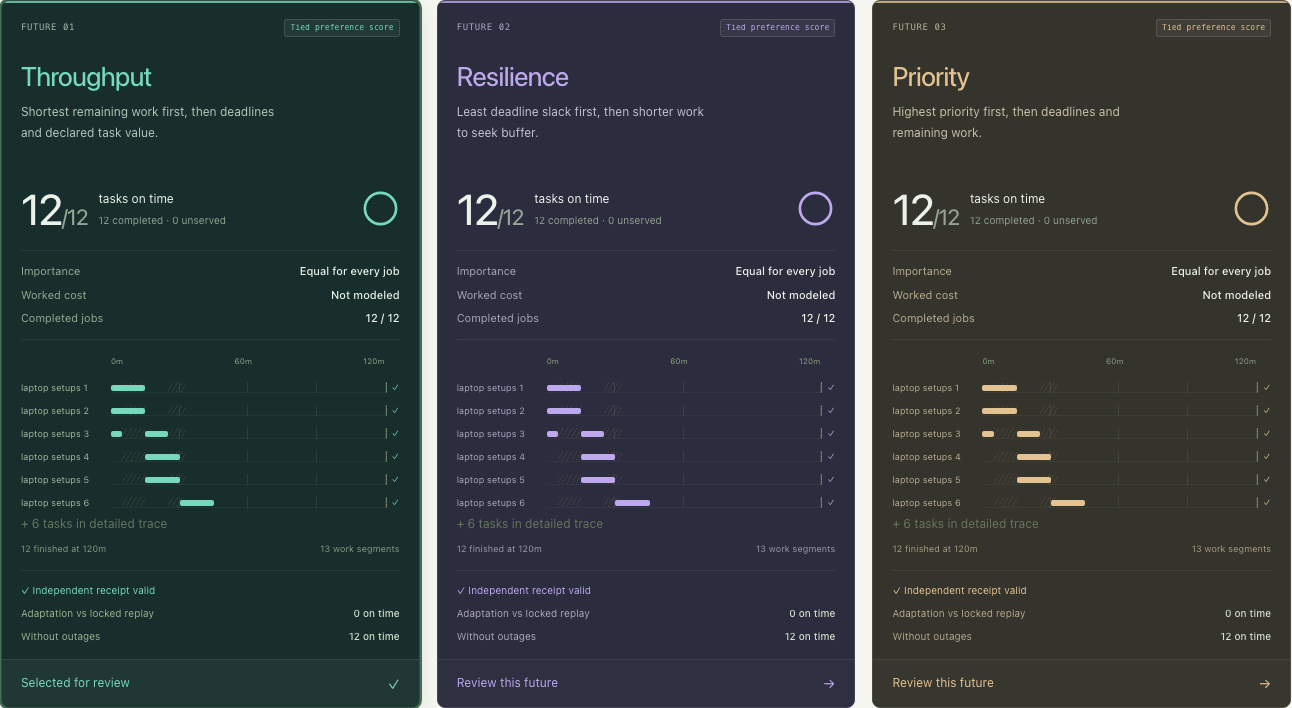 FUTURE 01
Tied preference score
Throughput
Shortest remaining work first, then deadlines
and declared task value.
12/12
tasks on time
12 completed · 0 unserved
Importance Equal for every job
Worked cost Not modeled
Completed jobs 12 / 12
0m 60m 120m
laptop setups 1 ✓
laptop setups 2 ✓
laptop setups 3 ✓
laptop setups 4 ✓
laptop setups 5 ✓
laptop setups 6 ✓
+ 6 tasks in detailed trace
12 finished at 120m 13 work segments
✓ Independent receipt valid
Adaptation vs locked replay 0 on time
Without outages 12 on time
Selected for review ✓
FUTURE 02
Tied preference score
Resilience
Least deadline slack first, then shorter work
to seek buffer.
12/12
tasks on time
12 completed · 0 unserved
Importance Equal for every job
Worked cost Not modeled
Completed jobs 12 / 12
0m 60m 120m
laptop setups 1 ✓
laptop setups 2 ✓
laptop setups 3 ✓
laptop setups 4 ✓
laptop setups 5 ✓
laptop setups 6 ✓
+ 6 tasks in detailed trace
12 finished at 120m 13 work segments
✓ Independent receipt valid
Adaptation vs locked replay 0 on time
Without outages 12 on time
Review this future →
FUTURE 03
Tied preference score
Priority
Highest priority first, then deadlines and
remaining work.
12/12
tasks on time
12 completed · 0 unserved
Importance Equal for every job
Worked cost Not modeled
Completed jobs 12 / 12
0m 60m 120m
laptop setups 1 ✓
laptop setups 2 ✓
laptop setups 3 ✓
laptop setups 4 ✓
laptop setups 5 ✓
laptop setups 6 ✓
+ 6 tasks in detailed trace
12 finished at 120m 13 work segments
✓ Independent receipt valid
Adaptation vs locked replay 0 on time
Without outages 12 on time
Review this future →